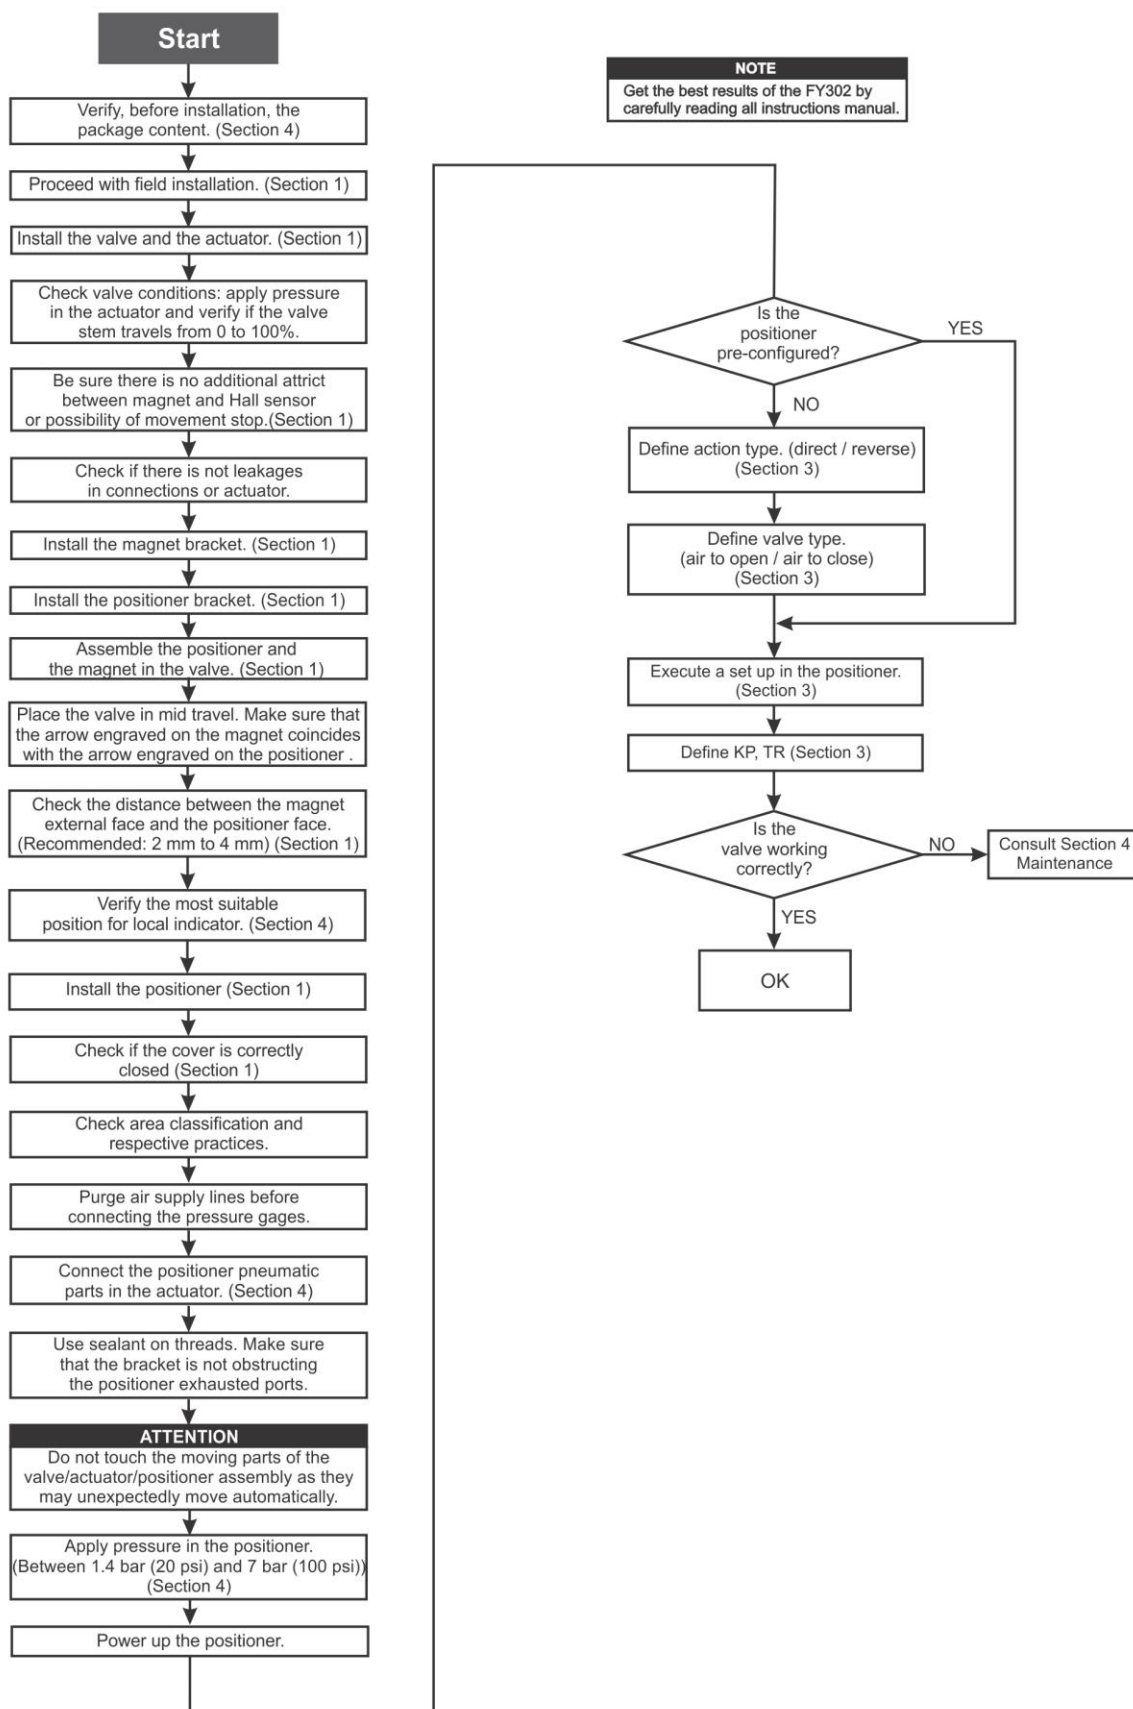 Start
Verify, before installation, the
package content. (Section 4)
Proceed with field installation. (Section 1)
Install the valve and the actuator. (Section 1)
Check valve conditions: apply pressure
in the actuator and verify if the valve
stem travels from 0 to 100%.
Be sure there is no additional attrict
between magnet and Hall sensor
or possibility of movement stop.(Section 1)
Check if there is not leakages
in connections or actuator.
Install the magnet bracket. (Section 1)
Install the positioner bracket. (Section 1)
Assemble the positioner and
the magnet in the valve. (Section 1)
Place the valve in mid travel. Make sure that
the arrow engraved on the magnet coincides
with the arrow engraved on the positioner .
Check the distance between the magnet
external face and the positioner face.
(Recommended: 2 mm to 4 mm) (Section 1)
Verify the most suitable
position for local indicator. (Section 4)
Install the positioner (Section 1)
Check if the cover is correctly
closed (Section 1)
Check area classification and
respective practices.
Purge air supply lines before
connecting the pressure gages.
Connect the positioner pneumatic
parts in the actuator. (Section 4)
Use sealant on threads. Make sure
that the bracket is not obstructing
the positioner exhausted ports.
ATTENTION
Do not touch the moving parts of the
valve/actuator/positioner assembly as they
may unexpectedly move automatically.
Apply pressure in the positioner.
(Between 1.4 bar (20 psi) and 7 bar (100 psi))
(Section 4)
Power up the positioner.
NOTE
Get the best results of the FY302 by
carefully reading all instructions manual.
Is the
positioner
pre-configured?
YES
NO
Define action type. (direct / reverse)
(Section 3)
Define valve type.
(air to open / air to close)
(Section 3)
Execute a set up in the positioner.
(Section 3)
Define KP, TR (Section 3)
Is the
valve working
correctly?
NO
Consult Section 4
Maintenance
YES
OK